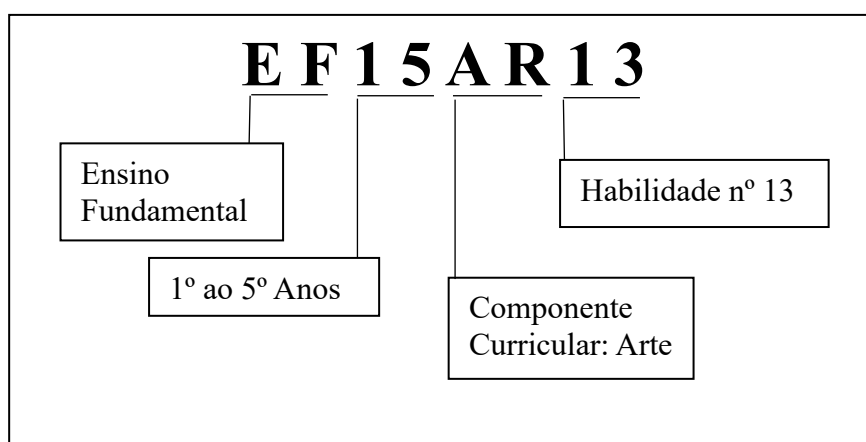 E F 1 5 A R 1 3
Ensino
Fundamental
Habilidade nº 13
1º ao 5º Anos
Componente
Curricular: Arte